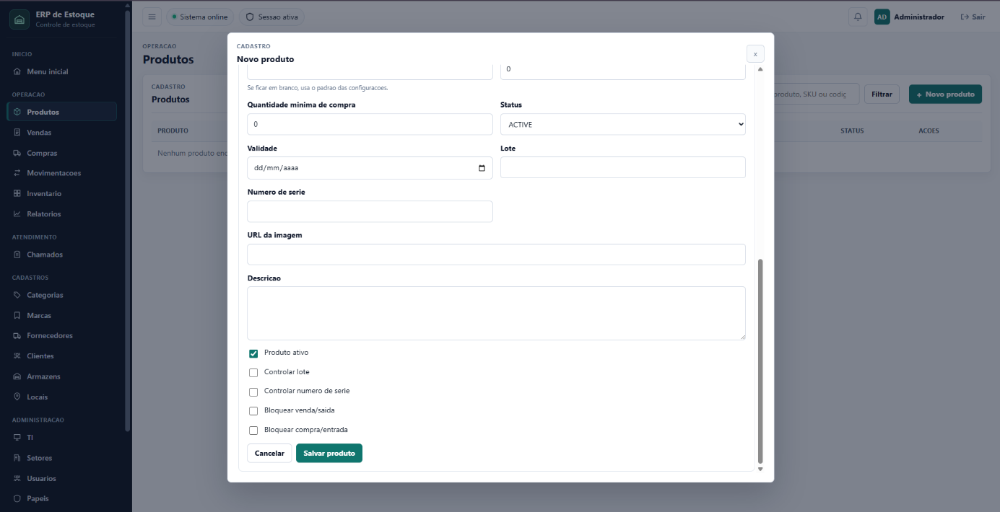 ERP de Estoque
Controle de estoque
INICIO
Menu inicial
OPERACAO
Produtos
Vendas
Compras
Movimentacoes
Inventario
Relatorios
ATENDIMENTO
Chamados
CADASTROS
Categorias
Marcas
Fornecedores
Clientes
Armazens
Locais
ADMINISTRACAO
TI
Setores
Usuarios
Papeis
Sistema online
Sessao ativa
AD
Administrador
Sair
OPERACAO
Produtos
CADASTRO
Produtos
produto, SKU ou codig
Filtrar
+ Novo produto
PRODUTO
STATUS
ACOES
Nenhum produto enc
CADASTRO
Novo produto
x
0
Se ficar em branco, usa o padrao das configuracoes.
Quantidade minima de compra
Status
0
ACTIVE
Validade
Lote
dd/mm/aaaa
Numero de serie
URL da imagem
Descricao
Produto ativo
Controlar lote
Controlar numero de serie
Bloquear venda/saida
Bloquear compra/entrada
Cancelar
Salvar produto